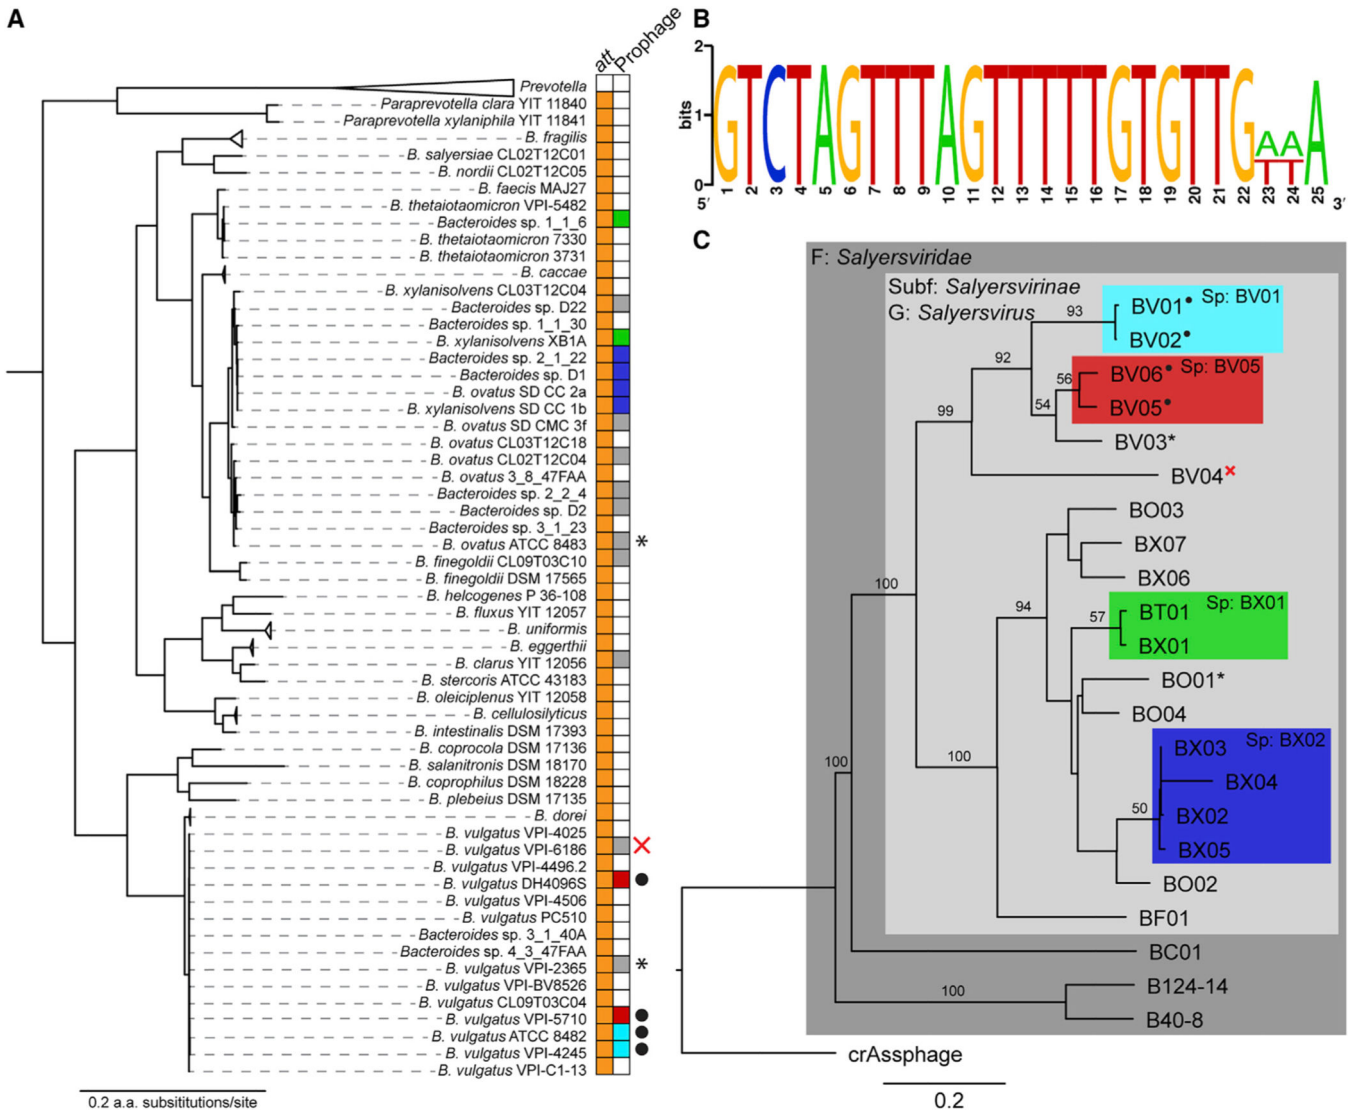 A
att
Prophage
Prevotella
Paraprevotella clara YIT 11840
Paraprevotella xylaniphila YIT 11841
B. fragilis
B. salyersiae CL02T12C01
B. nordii CL02T12C05
B. faecis MAJ27
B. thetaiotaomicron VPI-5482
Bacteroides sp. 1_1_6
B. thetaiotaomicron 7330
B. thetaiotaomicron 3731
B. caccae
B. xylanisolvens CL03T12C04
Bacteroides sp. D22
Bacteroides sp. 1_1_30
B. xylanisolvens XB1A
Bacteroides sp. 2_1_22
Bacteroides sp. D1
B. ovatus SD CC 2a
B. xylanisolvens SD CC 1b
B. ovatus SD CMC 3f
B. ovatus CL03T12C18
B. ovatus CL02T12C04
B. ovatus 3_8_47FAA
Bacteroides sp. 2_2_4
Bacteroides sp. D2
Bacteroides sp. 3_1_23
B. ovatus ATCC 8483 *
B. finegoldii CL09T03C10
B. finegoldii DSM 17565
B. helcogenes P 36-108
B. fluxus YIT 12057
B. uniformis
B. eggerthii
B. clarus YIT 12056
B. stercoris ATCC 43183
B. oleiciplenus YIT 12058
B. cellulosilyticus
B. intestinalis DSM 17393
B. coprocola DSM 17136
B. salanitronis DSM 18170
B. coprophilus DSM 18228
B. plebeius DSM 17135
B. dorei
B. vulgatus VPI-4025
B. vulgatus VPI-6186
B. vulgatus VPI-4496.2
B. vulgatus DH4096S
B. vulgatus VPI-4506
B. vulgatus PC510
Bacteroides sp. 3_1_40A
Bacteroides sp. 4_3_47FAA
B. vulgatus VPI-2365 *
B. vulgatus VPI-BV8526
B. vulgatus CL09T03C04
B. vulgatus VPI-5710
B. vulgatus ATCC 8482
B. vulgatus VPI-4245
B. vulgatus VPI-C1-13
0.2 a.a. subsititutions/site
B
2
bits
1
0
GTCTAGTTTAGTTTTTGTGTTGAAA
TT
5′ 1 2 3 4 5 6 7 8 9 10 11 12 13 14 15 16 17 18 19 20 21 22 23 24 25 3′
C
F: Salyersviridae
Subf: Salyersvirinae
G: Salyersvirus
93
BV01• Sp: BV01
BV02•
92
56
BV06• Sp: BV05
BV05•
54
99
BV03*
BV04×
BO03
BX07
BX06
100
94
57
BT01 Sp: BX01
BX01
BO01*
BO04
BX03 Sp: BX02
BX04
100
100
50
BX02
BX05
BO02
BF01
BC01
100
B124-14
B40-8
crAssphage
0.2